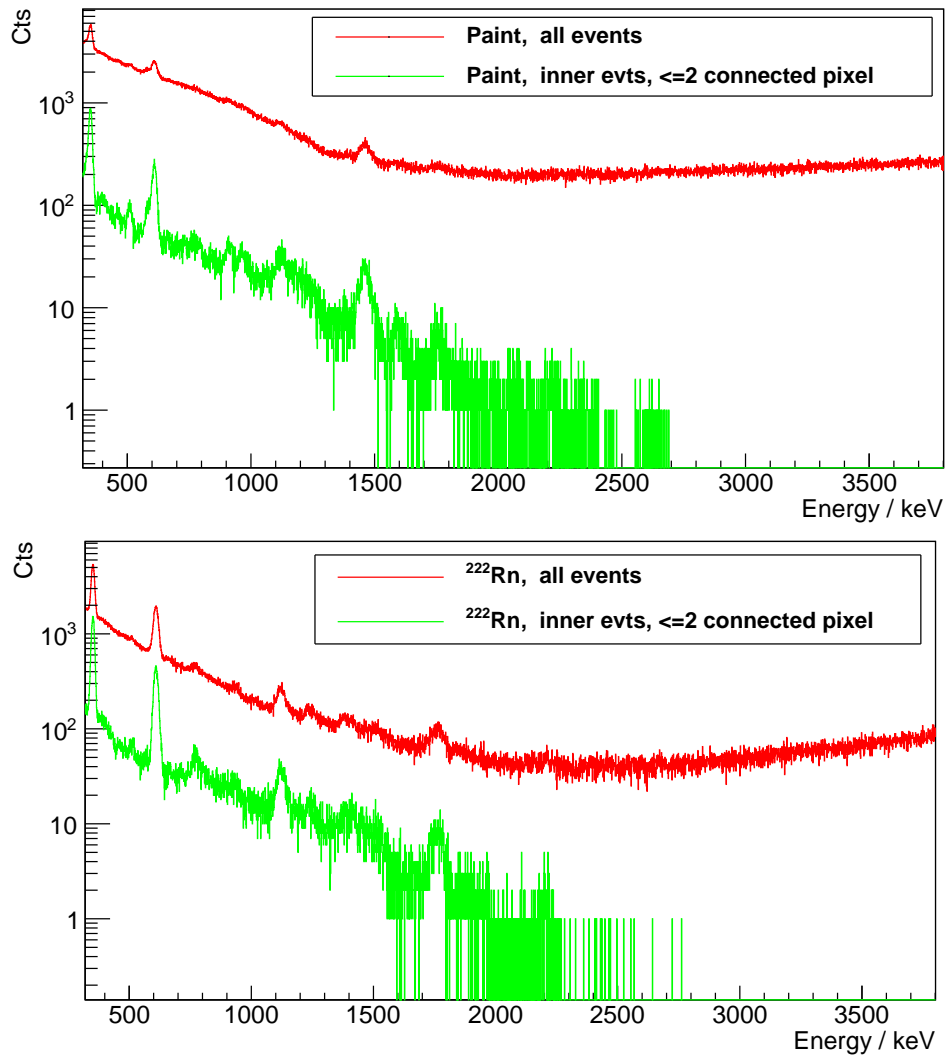 Cts
Paint, all events
Paint, inner evts, <=2 connected pixel
10³
10²
10
1
500 1000 1500 2000 2500 3000 3500
Energy / keV
Cts
²²²Rn, all events
²²²Rn, inner evts, <=2 connected pixel
10³
10²
10
1
500 1000 1500 2000 2500 3000 3500
Energy / keV